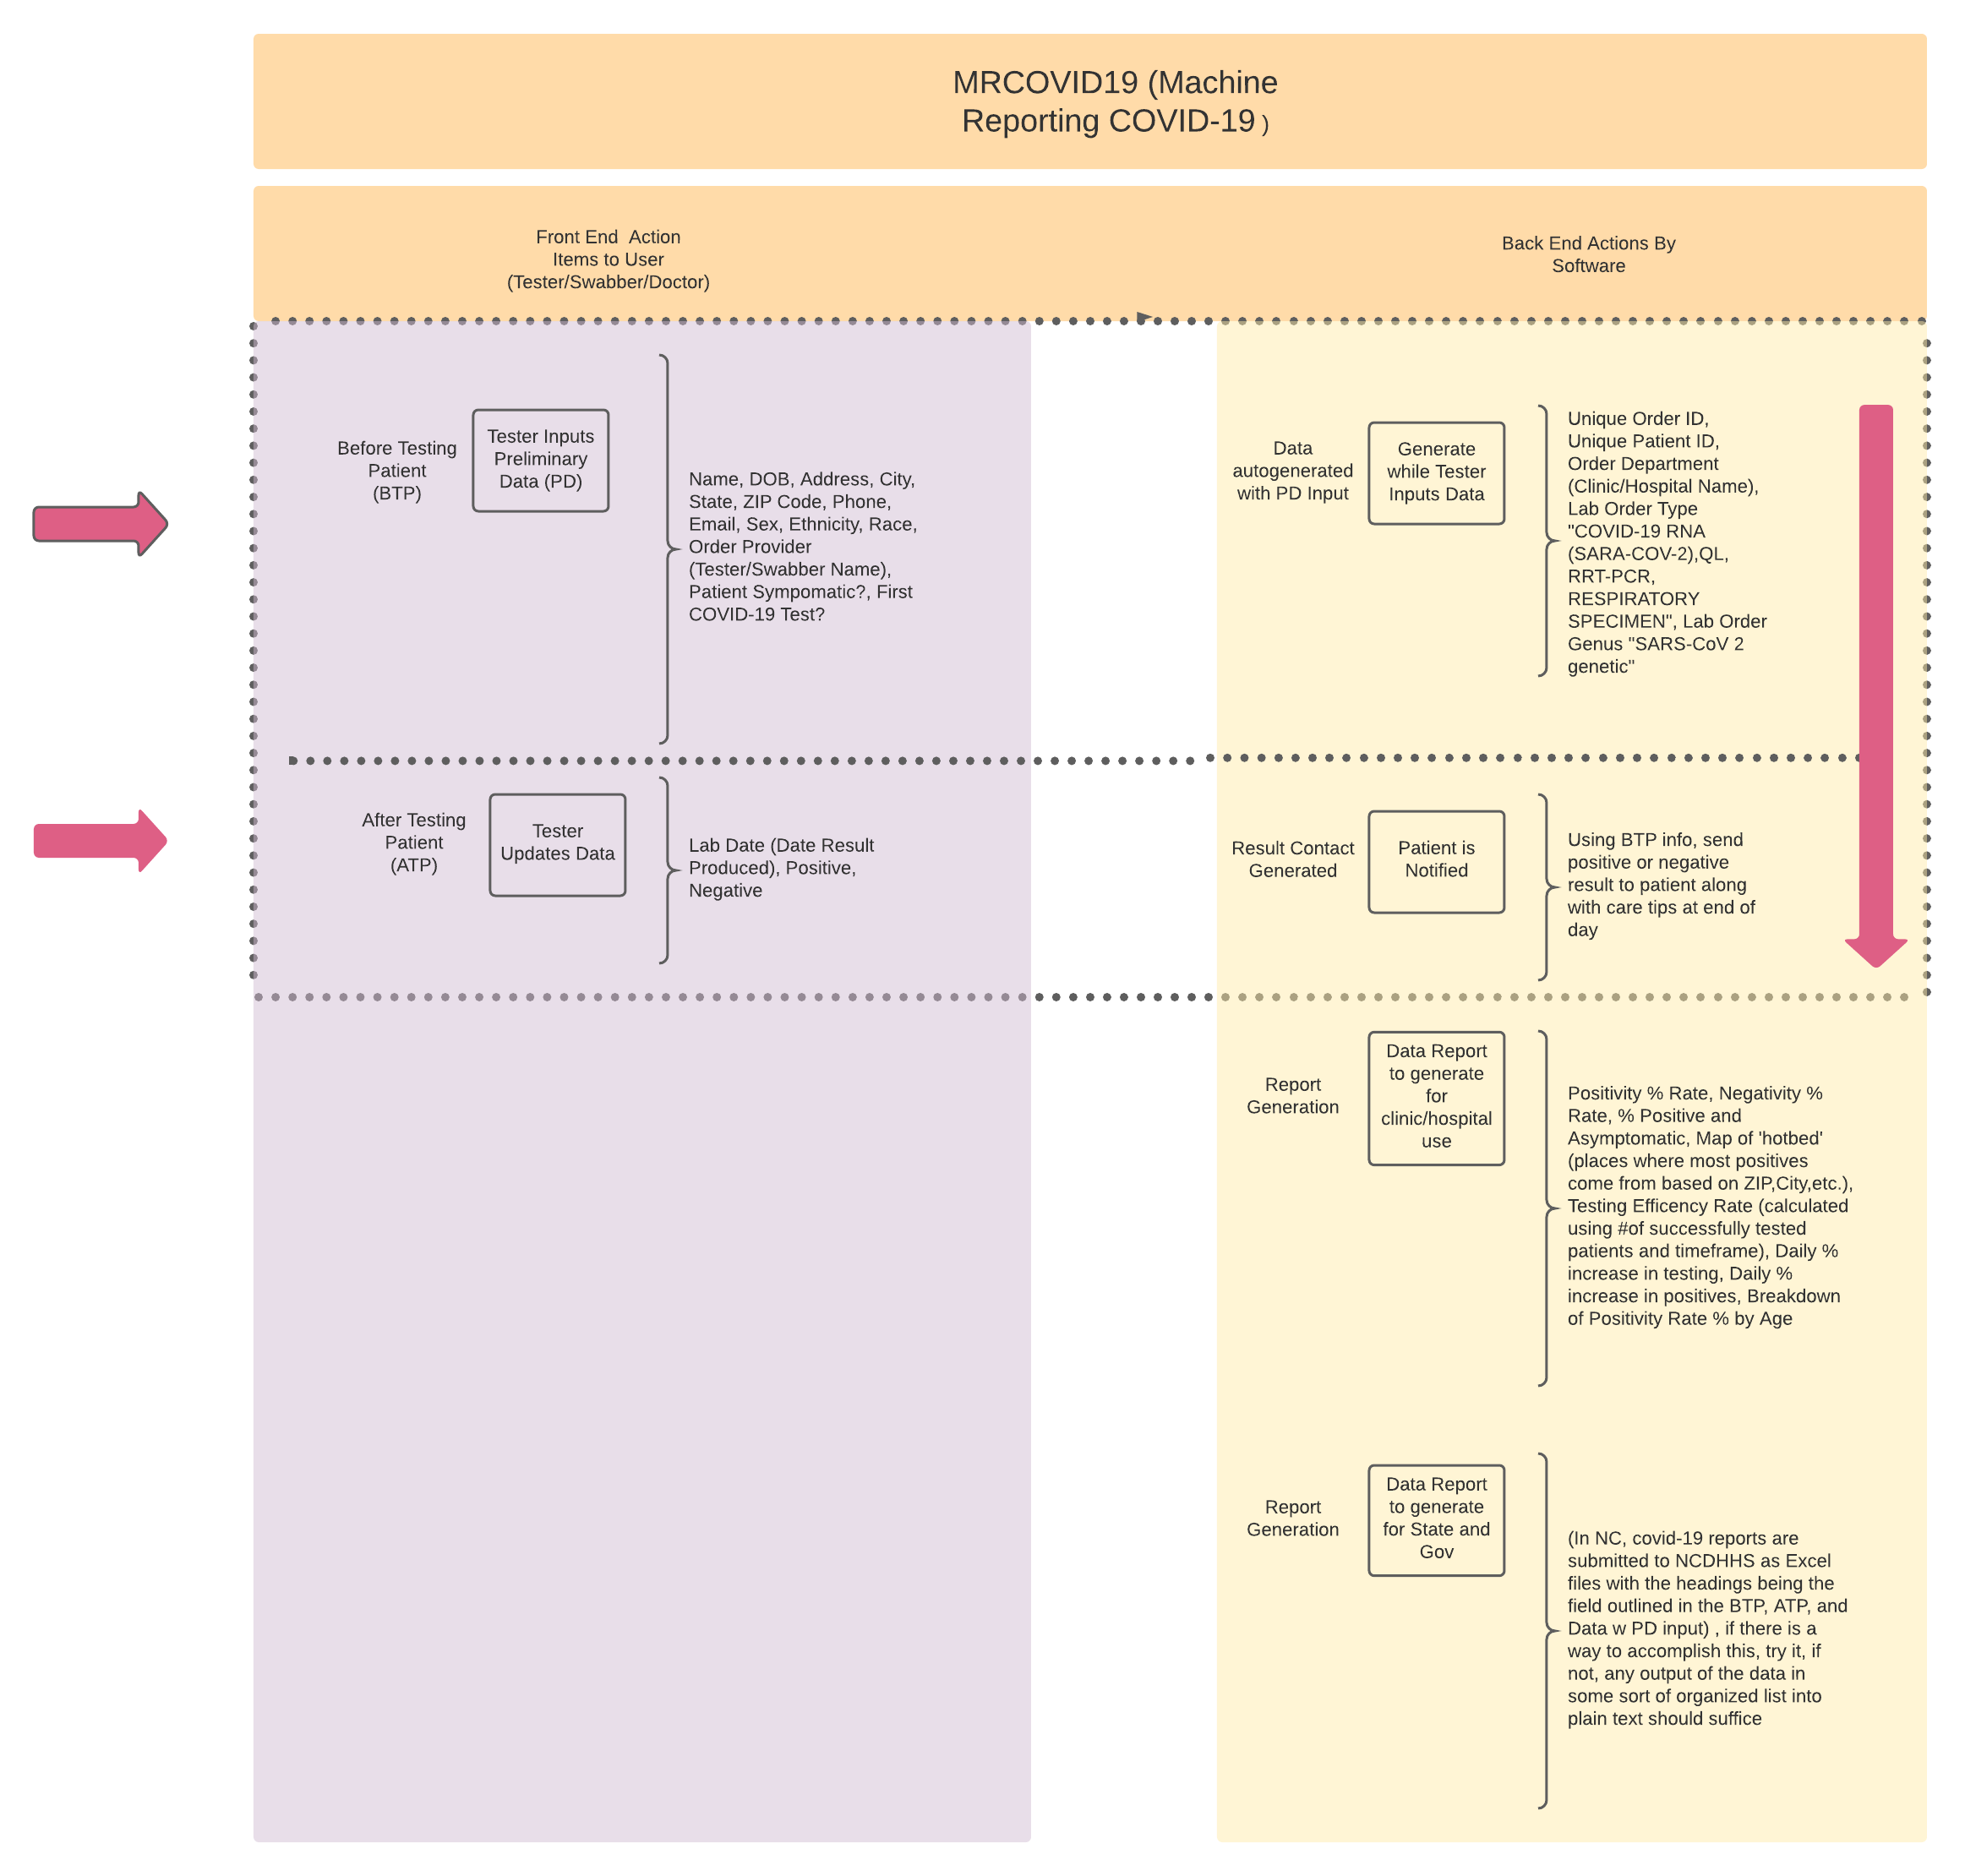 MRCOVID19 (Machine
Reporting COVID-19 )
Front End  Action
Items to User
(Tester/Swabber/Doctor)
Back End Actions By
Software
Before Testing
Patient
(BTP)
Tester Inputs
Preliminary
Data (PD)
Name, DOB, Address, City,
State, ZIP Code, Phone,
Email, Sex, Ethnicity, Race,
Order Provider
(Tester/Swabber Name),
Patient Sympomatic?, First
COVID-19 Test?
Data
autogenerated
with PD Input
Generate
while Tester
Inputs Data
Unique Order ID,
Unique Patient ID,
Order Department
(Clinic/Hospital Name),
Lab Order Type
"COVID-19 RNA
(SARA-COV-2),QL,
RRT-PCR,
RESPIRATORY
SPECIMEN", Lab Order
Genus "SARS-CoV 2
genetic"
After Testing
Patient
(ATP)
Tester
Updates Data
Lab Date (Date Result
Produced), Positive,
Negative
Result Contact
Generated
Patient is
Notified
Using BTP info, send
positive or negative
result to patient along
with care tips at end of
day
Report
Generation
Data Report
to generate
for
clinic/hospital
use
Positivity % Rate, Negativity %
Rate, % Positive and
Asymptomatic, Map of 'hotbed'
(places where most positives
come from based on ZIP,City,etc.),
Testing Efficency Rate (calculated
using #of successfully tested
patients and timeframe), Daily %
increase in testing, Daily %
increase in positives, Breakdown
of Positivity Rate % by Age
Report
Generation
Data Report
to generate
for State and
Gov
(In NC, covid-19 reports are
submitted to NCDHHS as Excel
files with the headings being the
field outlined in the BTP, ATP, and
Data w PD input) , if there is a
way to accomplish this, try it, if
not, any output of the data in
some sort of organized list into
plain text should suffice